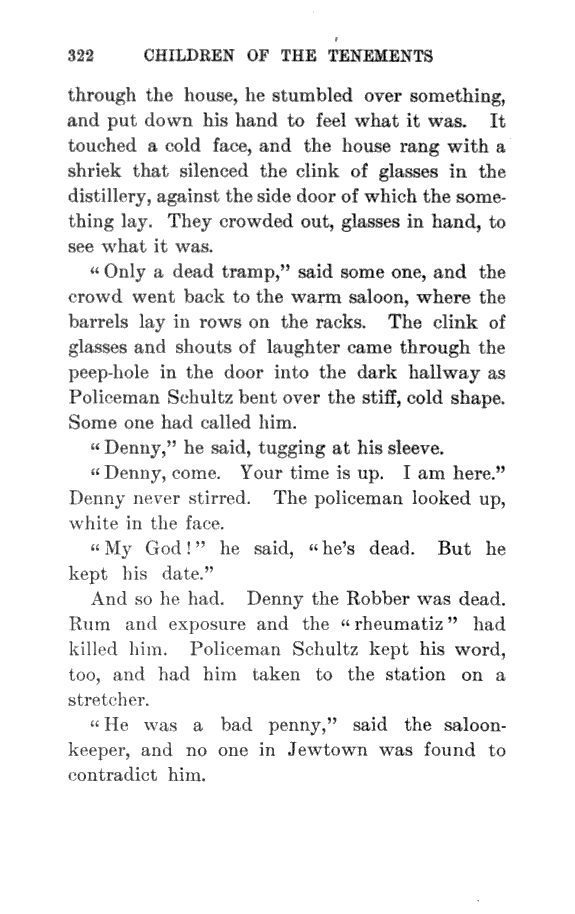 322 CHILDREN OF THE TENEMENTS
through the house, he stumbled over something,
and put down his hand to feel what it was. It
touched a cold face, and the house rang with a
shriek that silenced the clink of glasses in the
distillery, against the side door of which the some-
thing lay. They crowded out, glasses in hand, to
see what it was.
“Only a dead tramp,” said some one, and the
crowd went back to the warm saloon, where the
barrels lay in rows on the racks. The clink of
glasses and shouts of laughter came through the
peep-hole in the door into the dark hallway as
Policeman Schultz bent over the stiff, cold shape.
Some one had called him.
“Denny,” he said, tugging at his sleeve.
“Denny, come. Your time is up. I am here.”
Denny never stirred. The policeman looked up,
white in the face.
“My God!” he said, “he's dead. But he
kept his date.”
And so he had. Denny the Robber was dead.
Rum and exposure and the “rheumatiz” had
killed him. Policeman Schultz kept his word,
too, and had him taken to the station on a
stretcher.
“He was a bad penny,” said the saloon-
keeper, and no one in Jewtown was found to
contradict him.